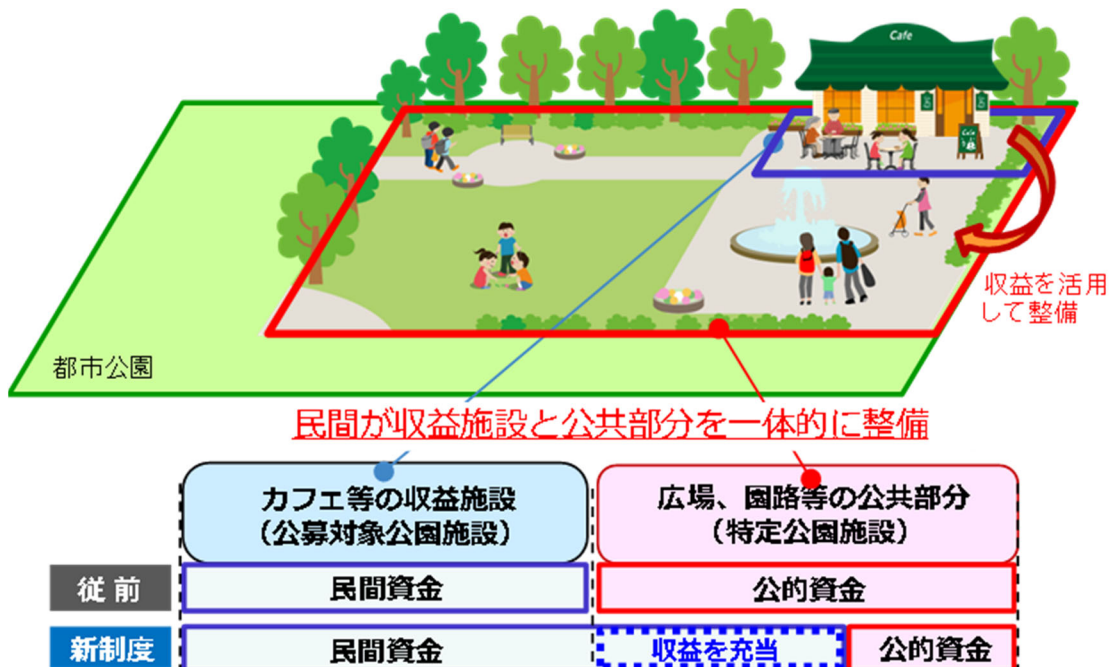 Cafe
収益を活用
して整備
都市公園
民間が収益施設と公共部分を一体的に整備
カフェ等の収益施設
（公募対象公園施設）
広場、園路等の公共部分
（特定公園施設）
従前
民間資金
公的資金
新制度
民間資金
収益を充当
公的資金